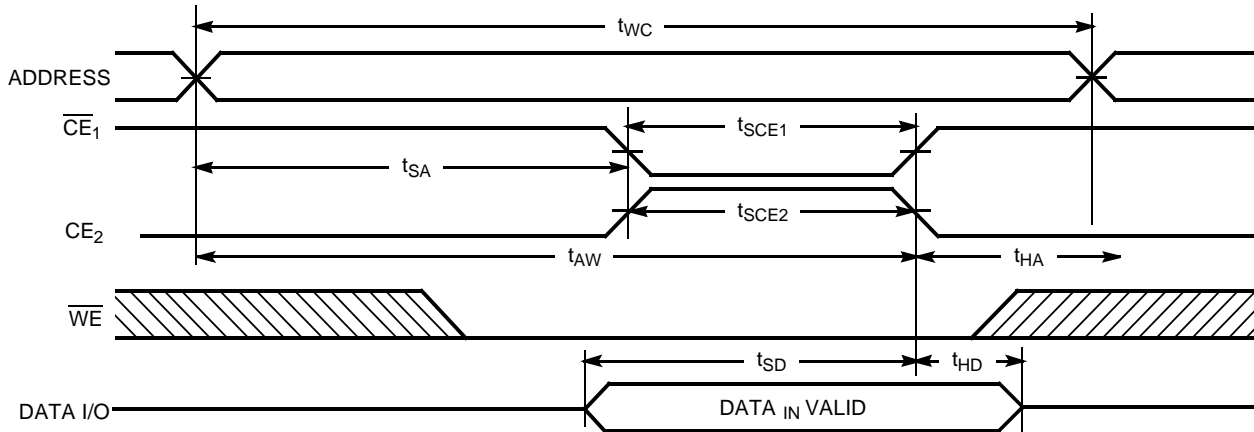 tWC
ADDRESS
CE1
tSCE1
tSA
tSCE2
CE2
tAW
tHA
WE
tSD
tHD
DATA I/O
DATA IN VALID